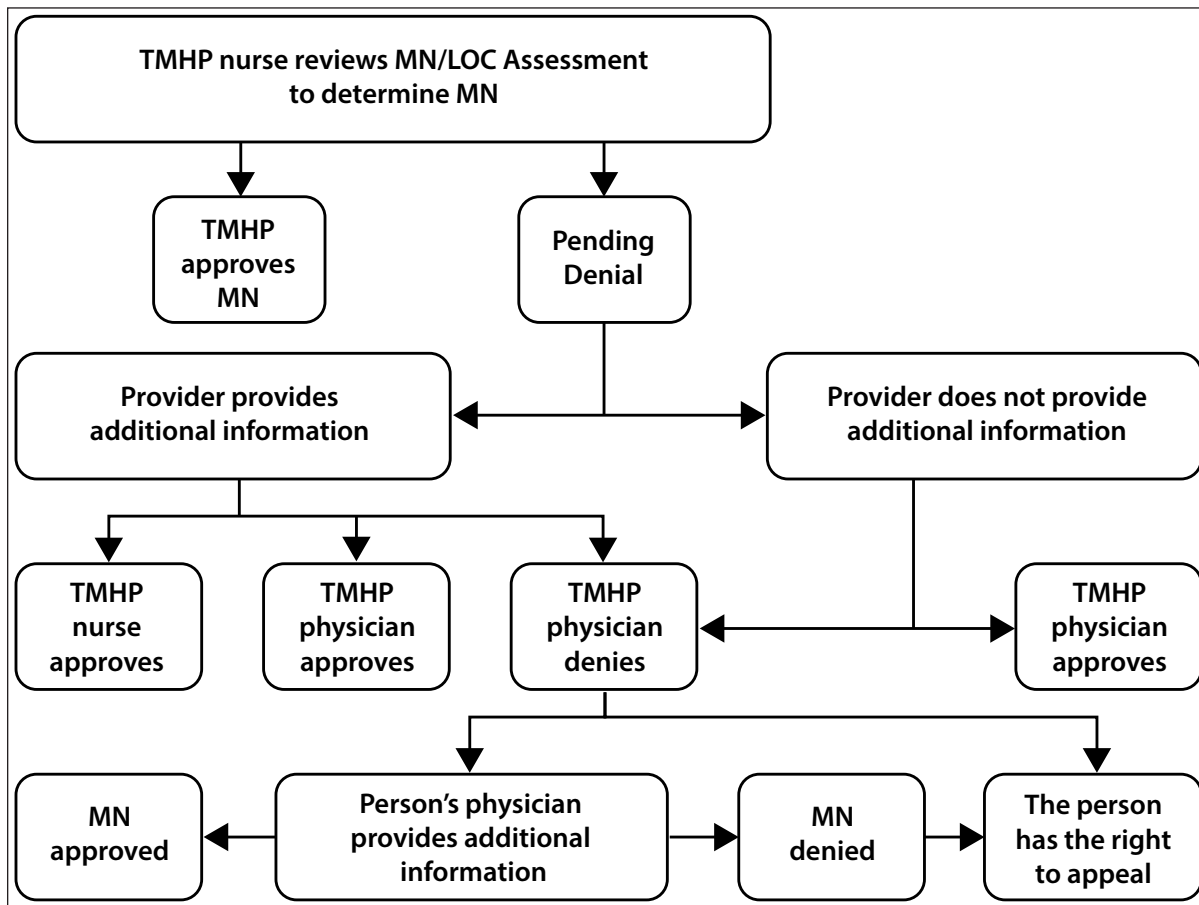 TMHP nurse reviews MN/LOC Assessment
to determine MN
TMHP
approves
MN
Pending
Denial
Provider provides
additional information
Provider does not provide
additional information
TMHP
nurse
approves
TMHP
physician
approves
TMHP
physician
denies
TMHP
physician
approves
MN
approved
Person’s physician
provides additional
information
MN
denied
The person
has the right
to appeal